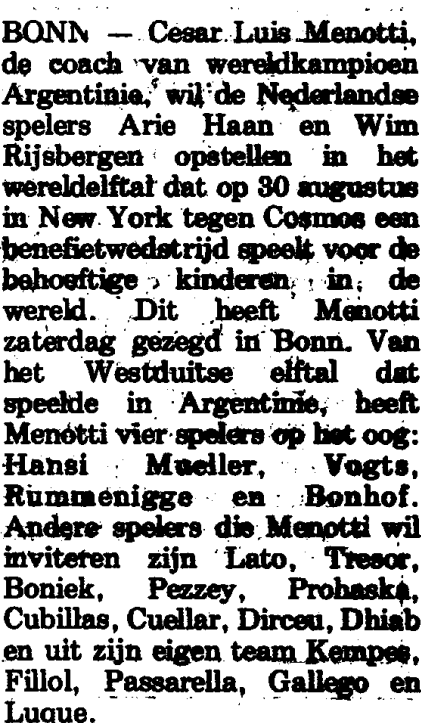 BONN — Cesar Luis Menotti,
de coach van wereldkampioen
Argentinie, wil de Nederlandse
spelers Arie Haan en Wim
Rijsbergen opstellen in het
wereldelftal dat op 30 augustus
in New York tegen Cosmos een
benefietwedstrijd speelt voor de
behoeftige kinderen in de
wereld. Dit heeft Menotti
zaterdag gezegd in Bonn. Van
het Westduitse elftal dat
speelde in Argentinie, heeft
Menotti vier spelers op het oog:
Hansi Mueller, Vogts,
Rummenigge en Bonhof.
Andere spelers die Menotti wil
inviteren zijn Lato, Tresor,
Boniek, Pezzey, Prohaska,
Cubillas, Cuellar, Dirceu, Dhiab
en uit zijn eigen team Kempes,
Fillol, Passarella, Gallego en
Luque.